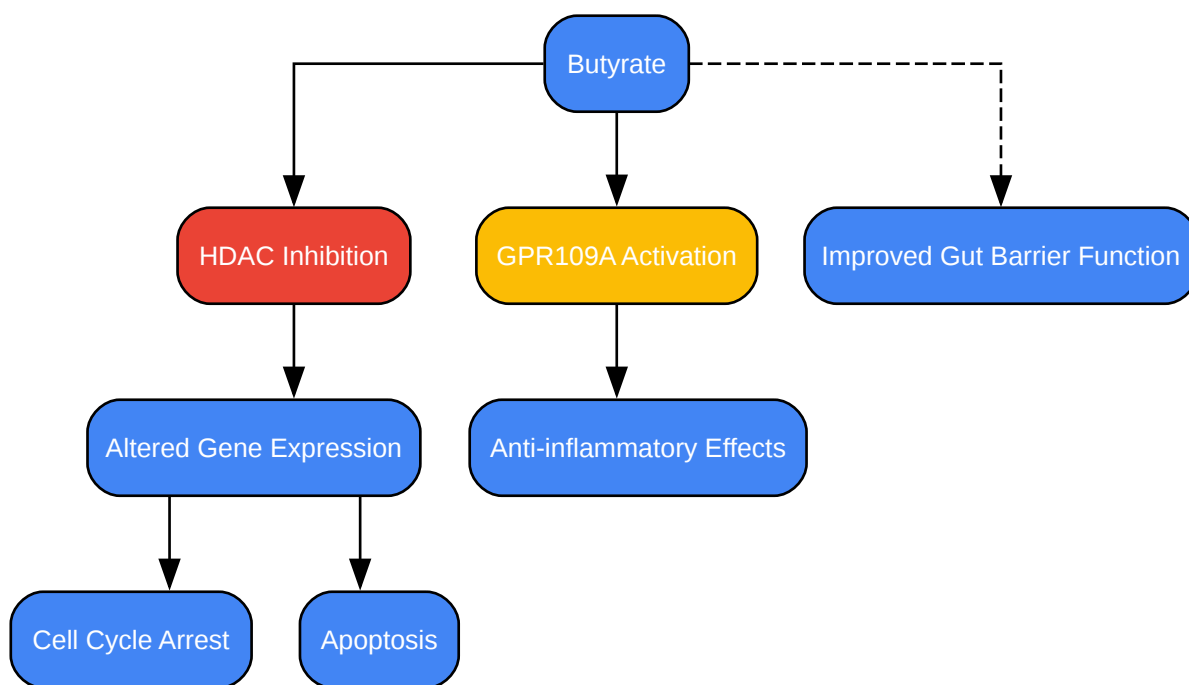 Butyrate
HDAC Inhibition
GPR109A Activation
Improved Gut Barrier Function
Altered Gene Expression
Anti-inflammatory Effects
Cell Cycle Arrest
Apoptosis